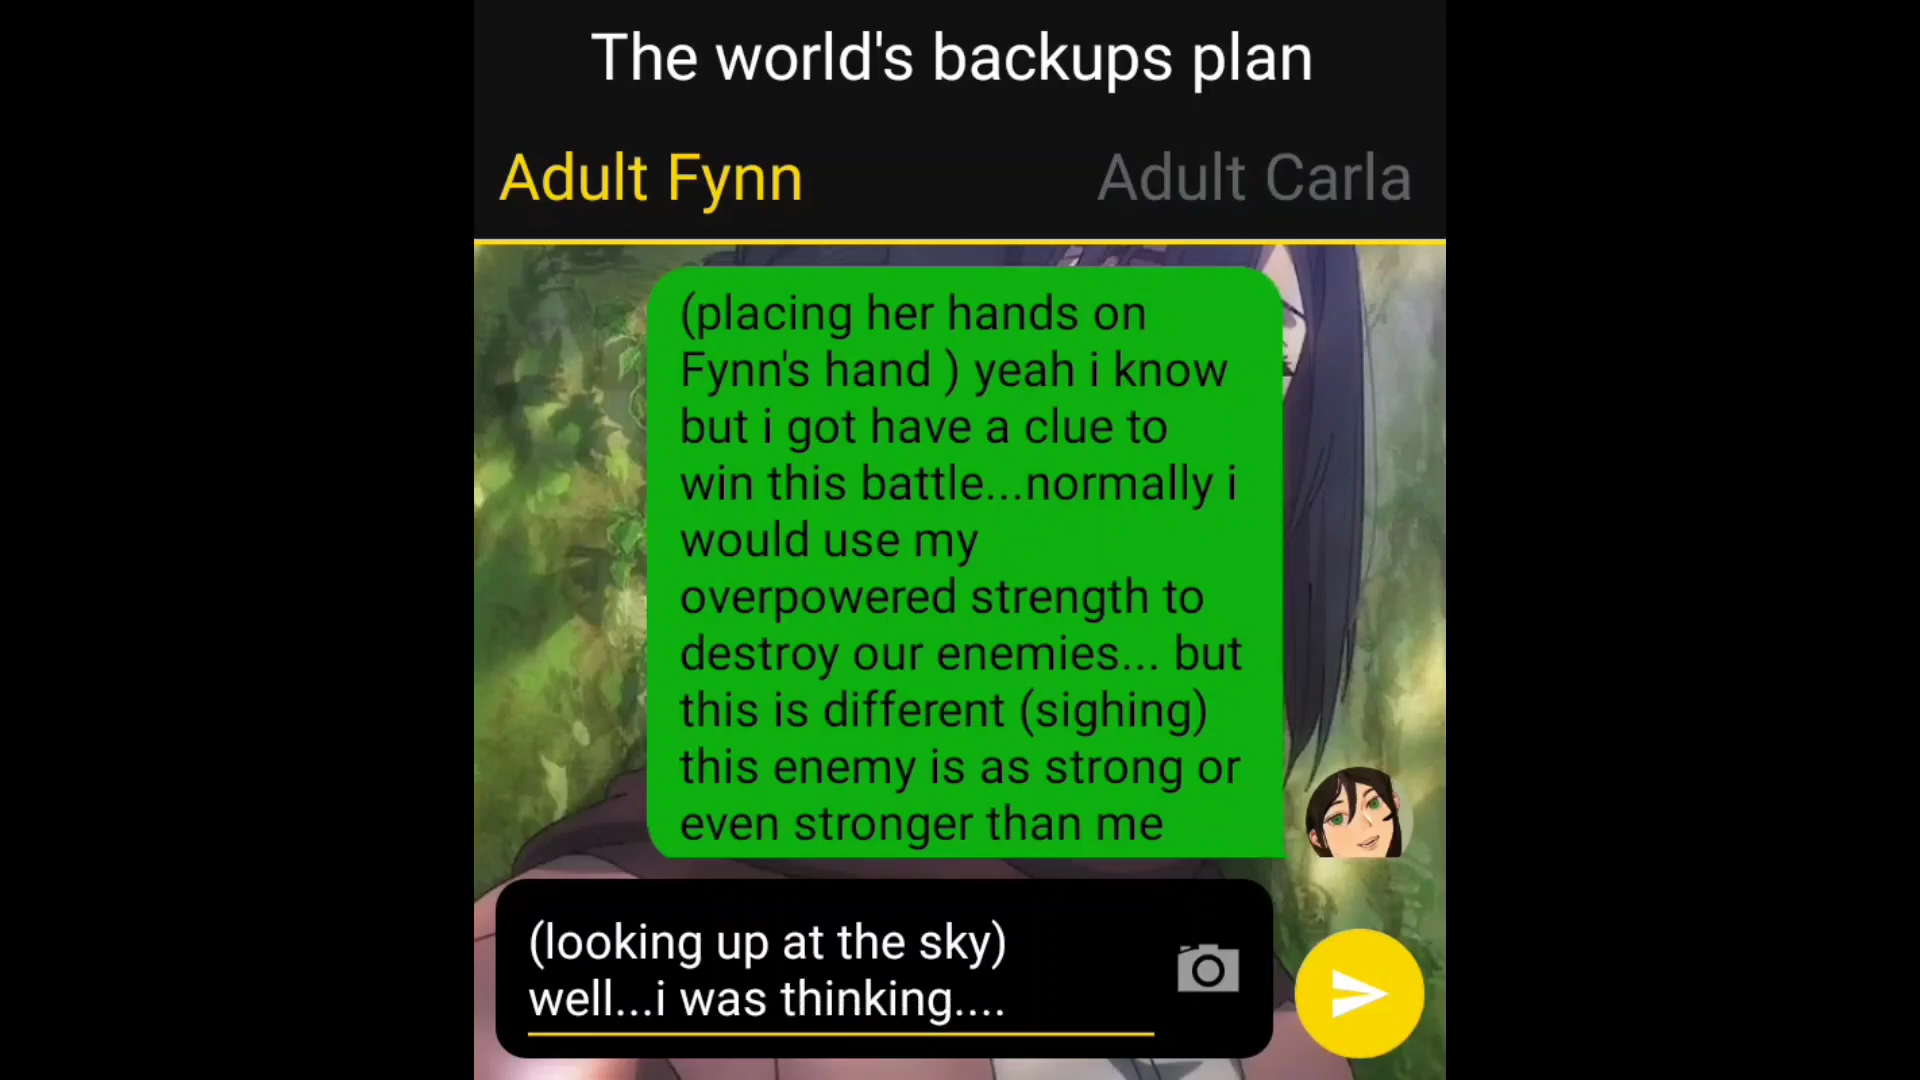 The world's backups plan
Adult Fynn
Adult Carla
(placing her hands on
Fynn's hand ) yeah i know
but i got have a clue to
win this battle...normally i
would use my
overpowered strength to
destroy our enemies... but
this is different (sighing)
this enemy is as strong or
even stronger than me
(looking up at the sky)
well...i was thinking....